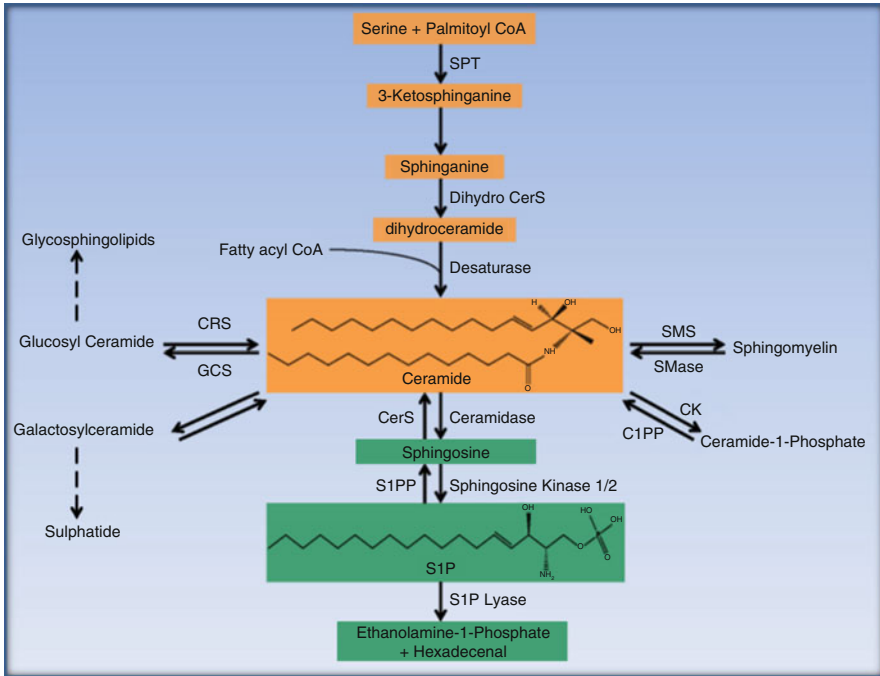 Serine + Palmitoyl CoA
SPT
3-Ketosphinganine
Sphinganine
Dihydro CerS
dihydroceramide
Fatty acyl CoA
Desaturase
Glycosphingolipids
CRS
Glucosyl Ceramide
GCS
H
OH
OH
NH
O
Ceramide
SMS
Sphingomyelin
SMase
Galactosylceramide
CerS
Ceramidase
CK
C1PP
Ceramide-1-Phosphate
Sphingosine
S1PP
Sphingosine Kinase 1/2
Sulphatide
OH
HO
OH
P
O
O
NH2
S1P
S1P Lyase
Ethanolamine-1-Phosphate
+ Hexadecenal